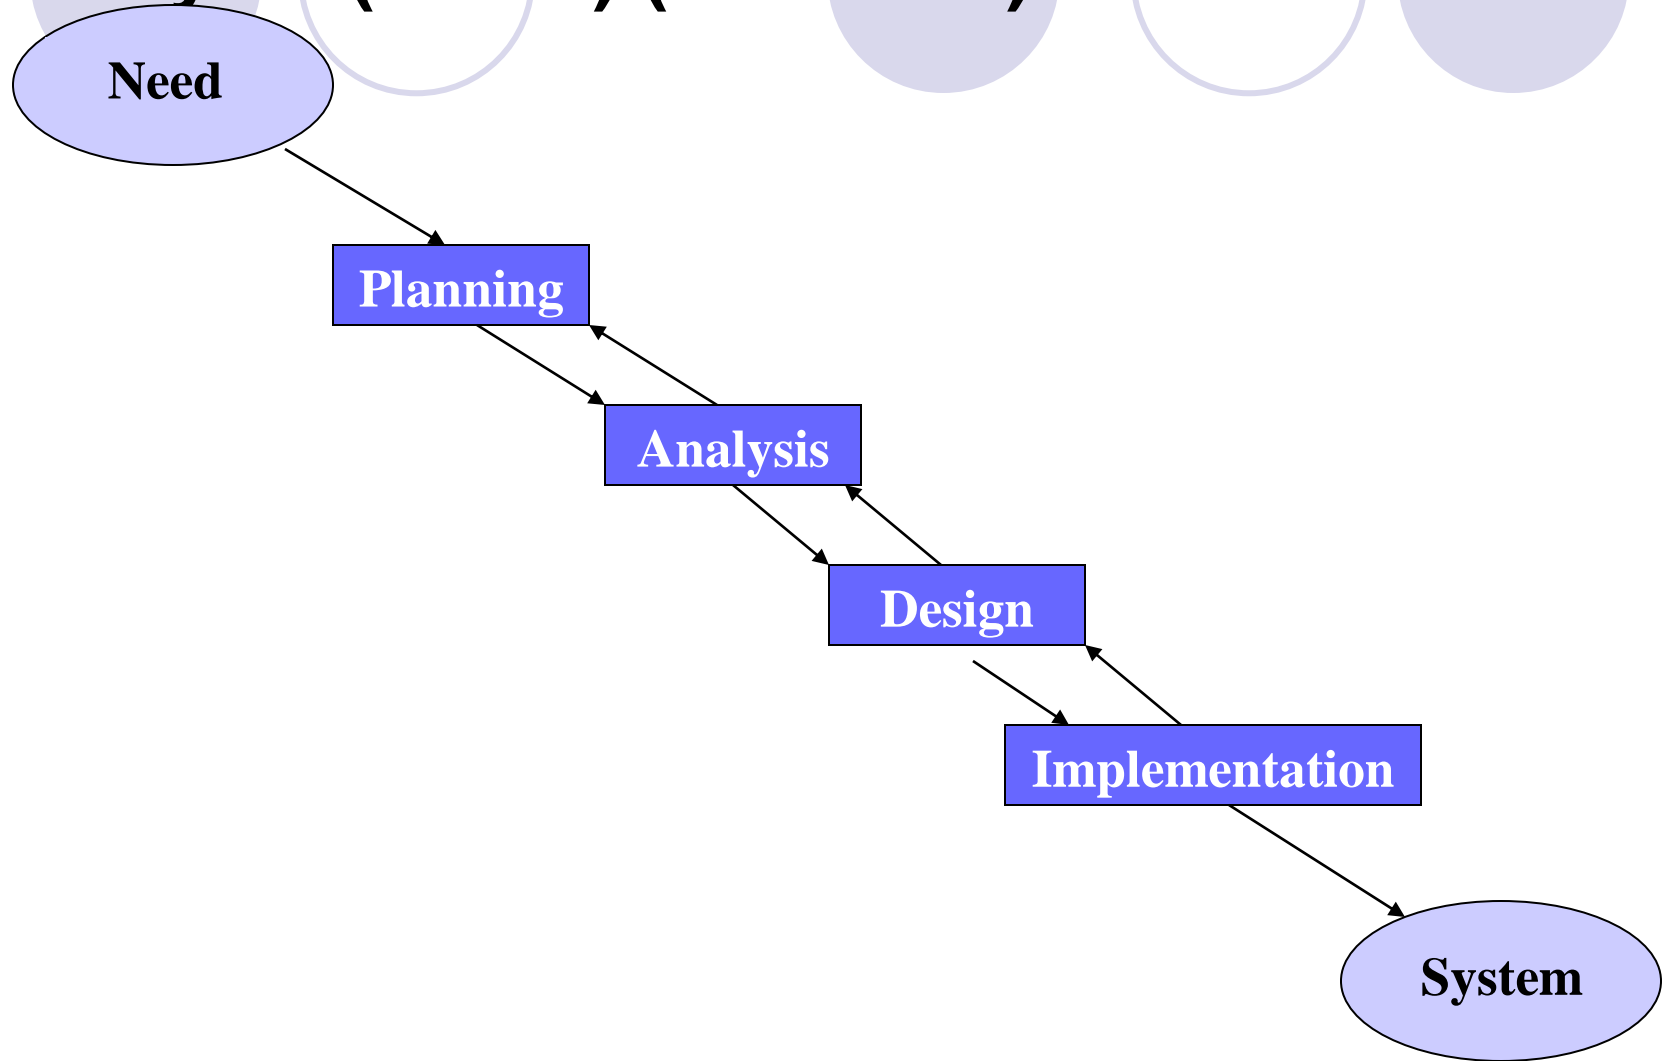 Need
Planning
Analysis
Design
Implementation
System